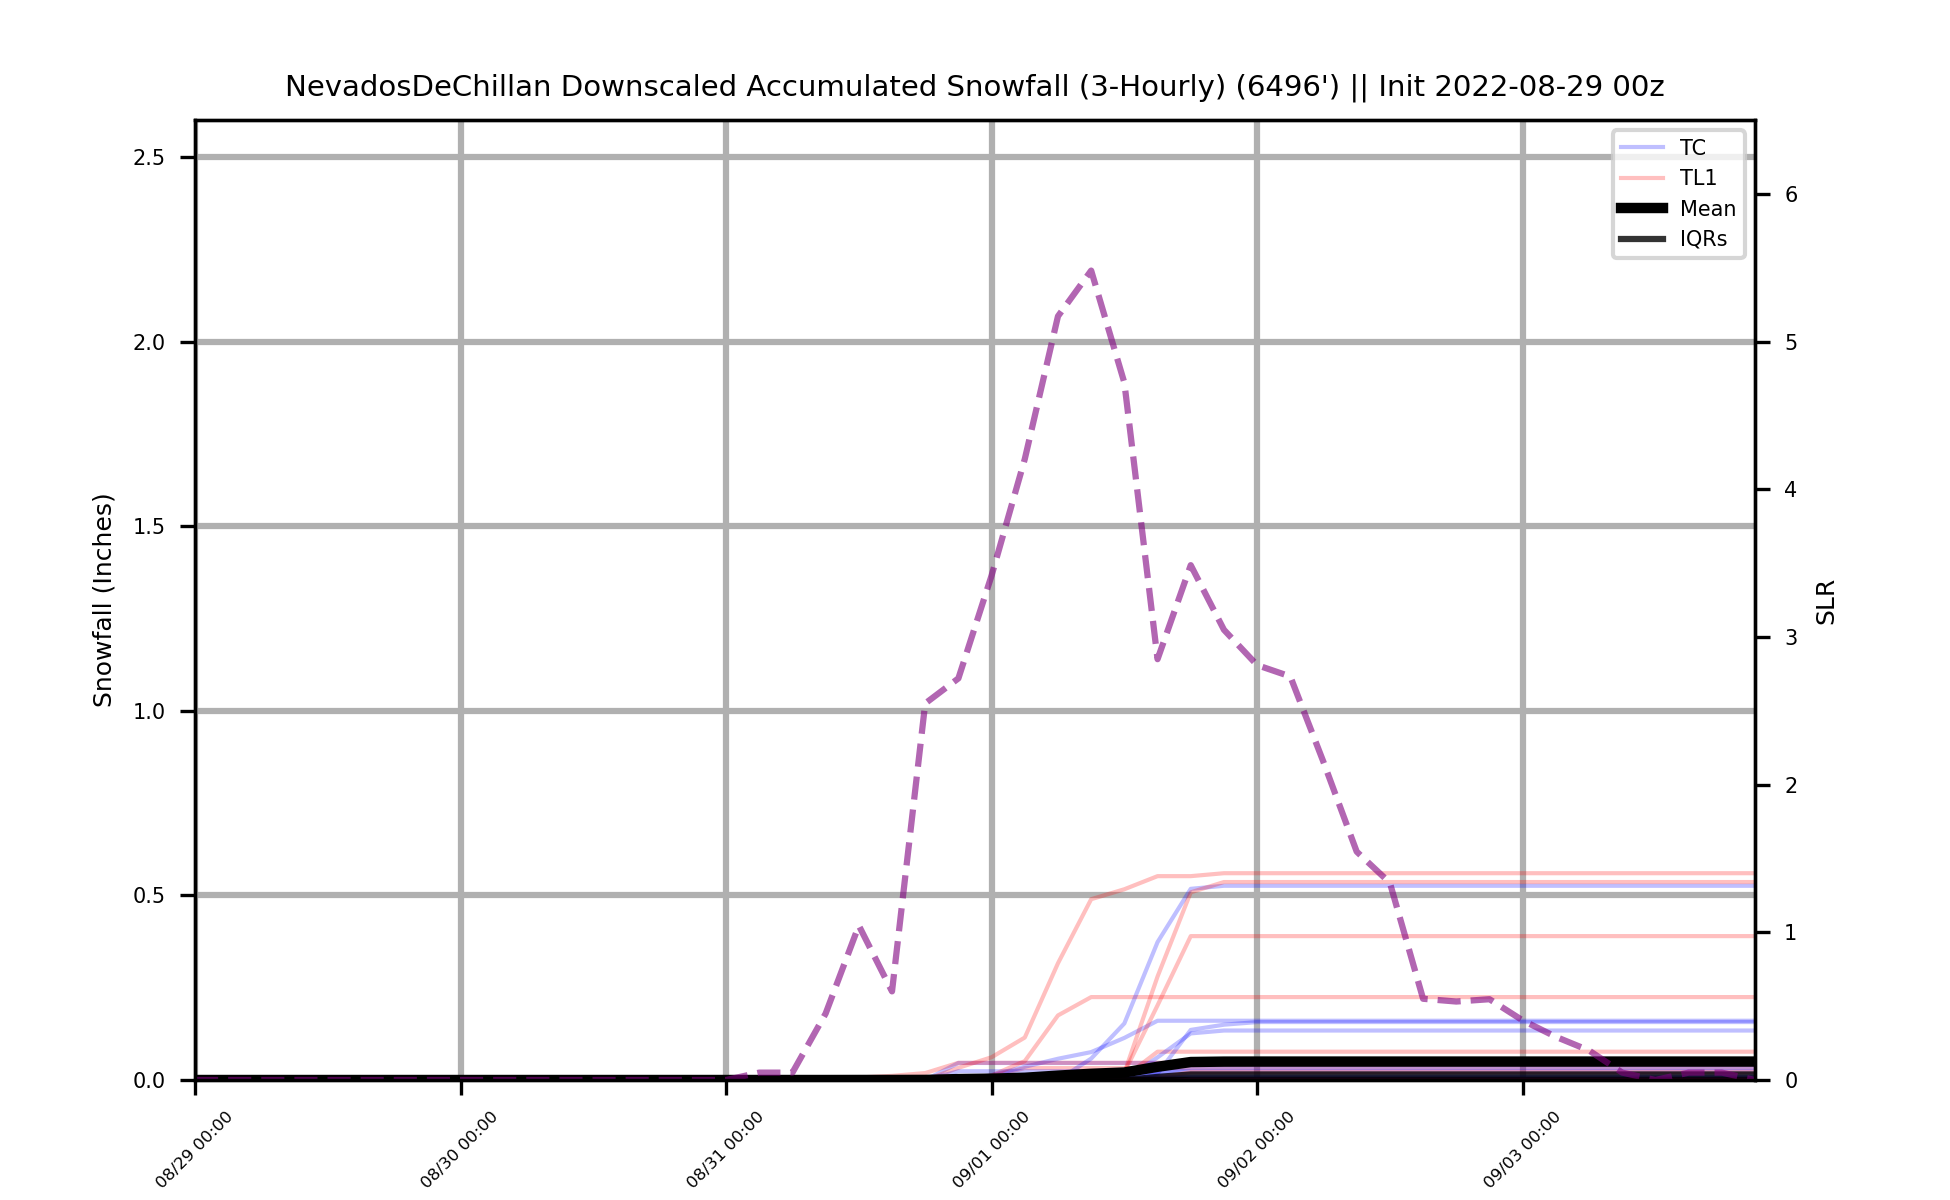 NevadosDeChillan Downscaled Accumulated Snowfall (3-Hourly) (6496') || Init 2022-08-29 00z
TC
TL1
Mean
IQRs
Snowfall (Inches)
2.5
2.0
1.5
1.0
0.5
0.0
6
5
4
3
2
1
0
SLR
08/29 00:00
08/30 00:00
08/31 00:00
09/01 00:00
09/02 00:00
09/03 00:00